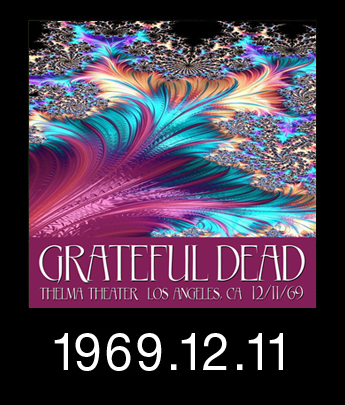 GRATEFUL DEAD
THELMA THEATER LOS ANGELES, CA 12/11/69
1969.12.11